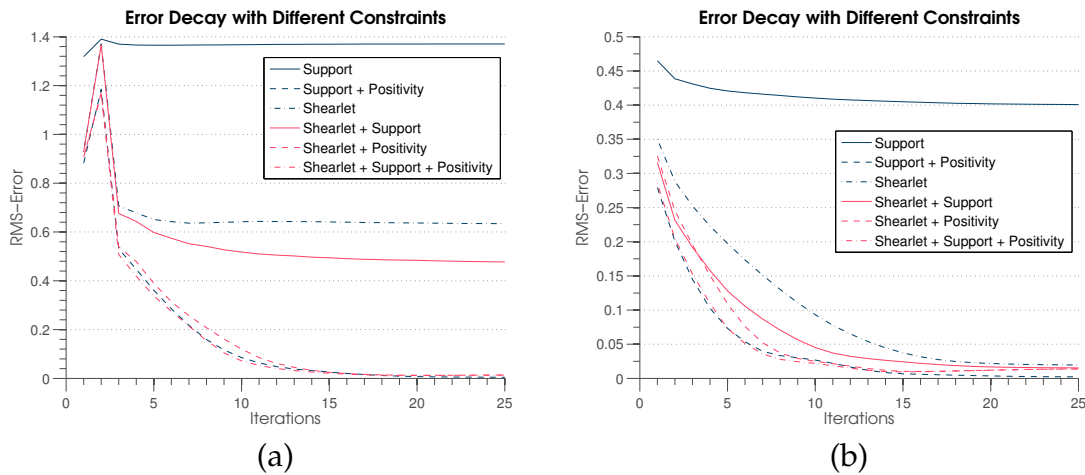 Error Decay with Different Constraints
1.4
1.2
1
0.8
0.6
0.4
0.2
0
RMS-Error
Support
Support + Positivity
Shearlet
Shearlet + Support
Shearlet + Positivity
Shearlet + Support + Positivity
0 5 10 15 20 25
Iterations
(a)
Error Decay with Different Constraints
0.5
0.45
0.4
0.35
0.3
0.25
0.2
0.15
0.1
0.05
0
RMS-Error
Support
Support + Positivity
Shearlet
Shearlet + Support
Shearlet + Positivity
Shearlet + Support + Positivity
0 5 10 15 20 25
Iterations
(b)